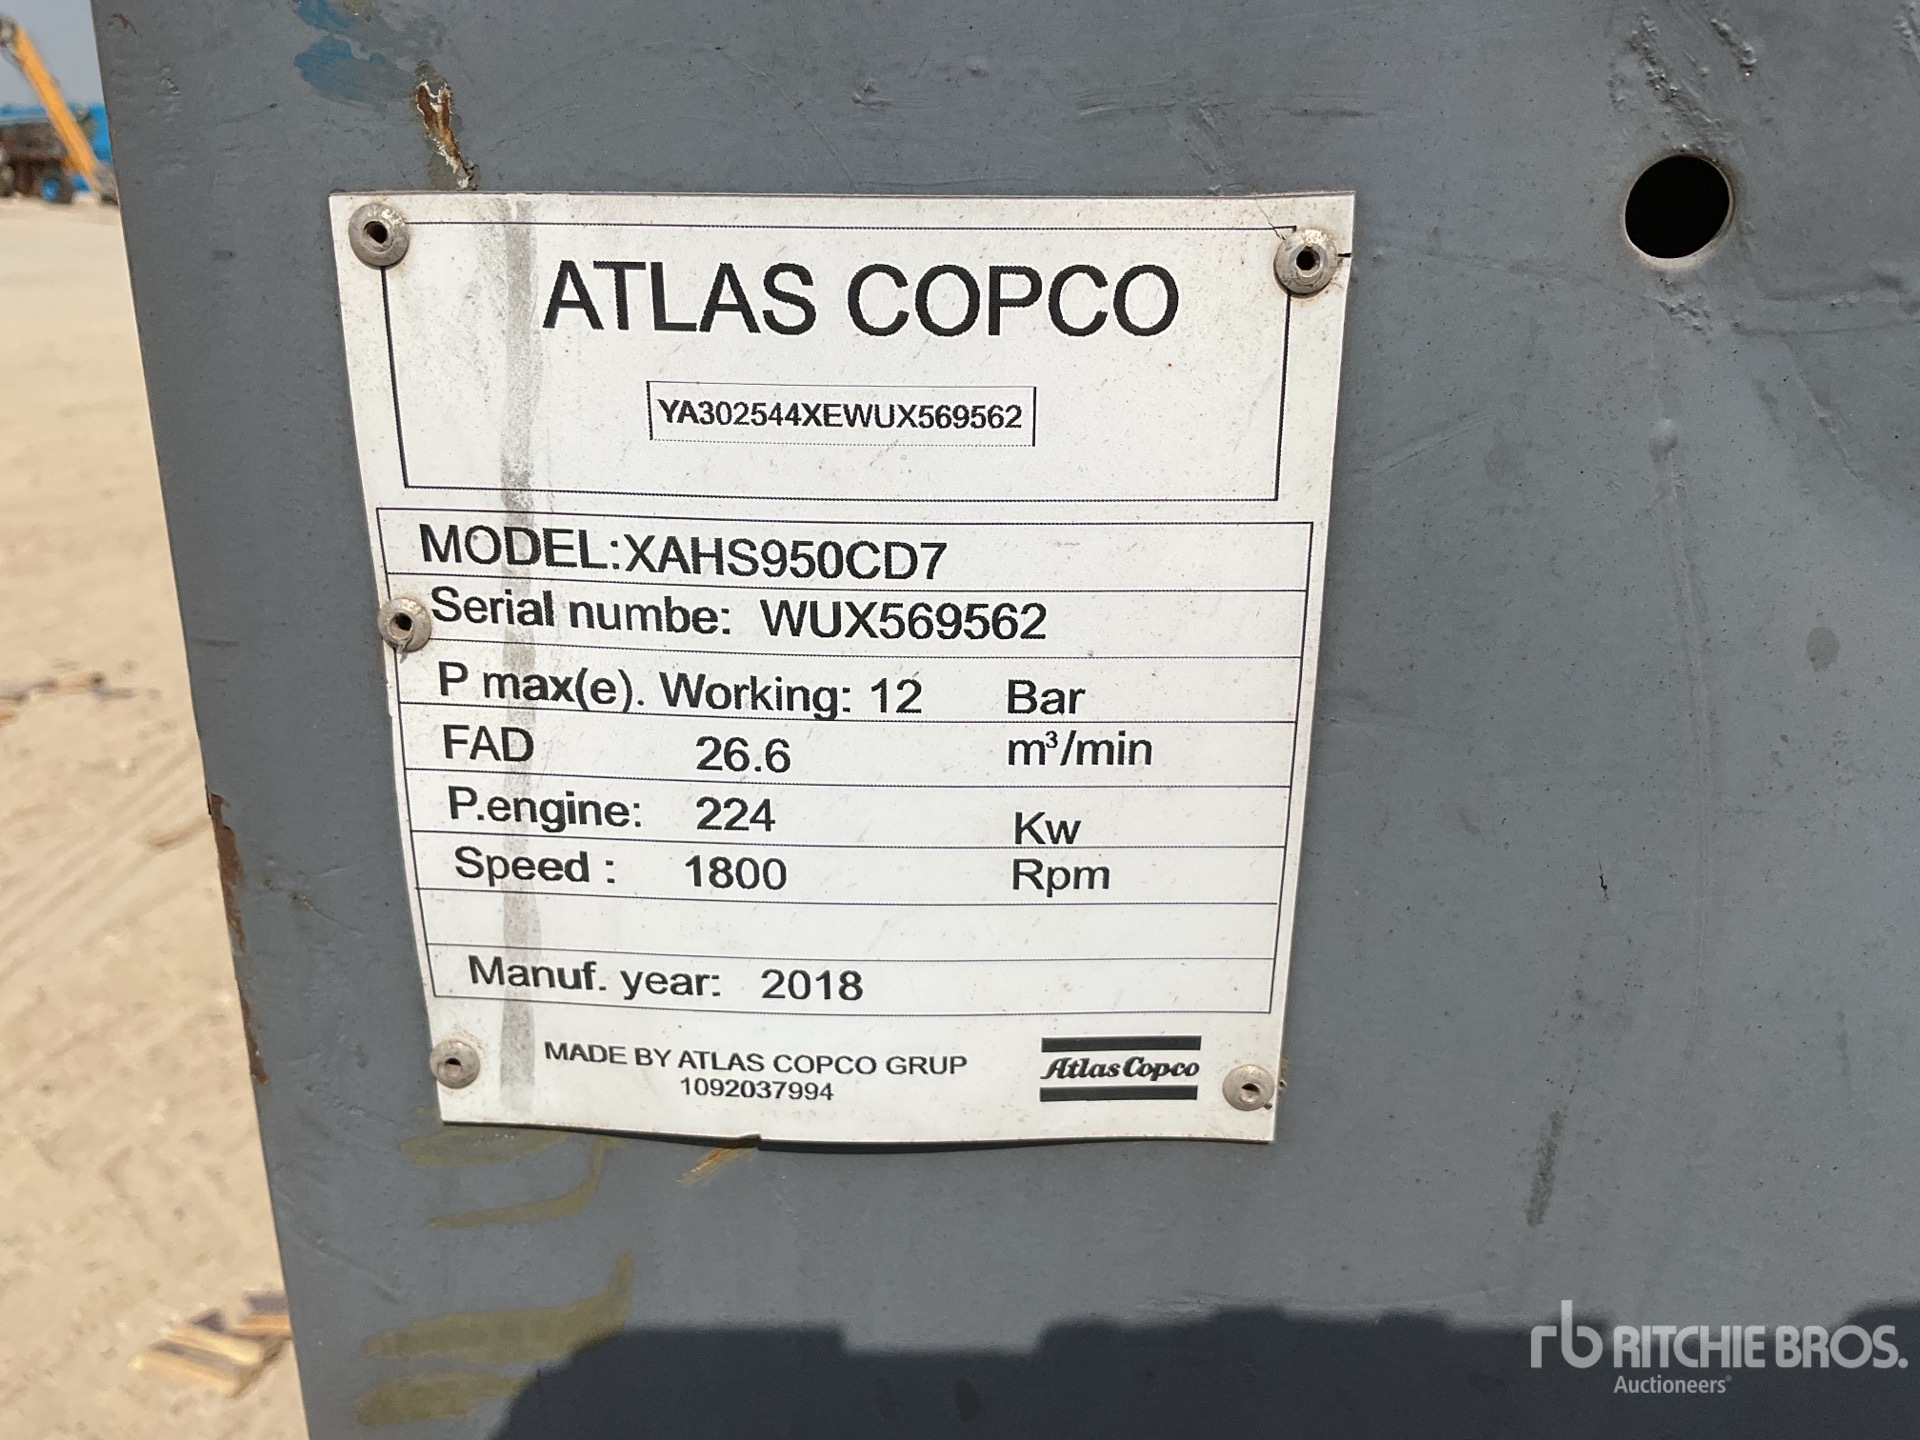 ATLAS COPCO
YA302544XEWUX569562
MODEL:XAHS950CD7
Serial numbe: WUX569562
P max(e). Working: 12 Bar
FAD 26.6 m³/min
P.engine: 224 Kw
Speed : 1800 Rpm
Manuf. year: 2018
MADE BY ATLAS COPCO GRUP
1092037994
Atlas Copco
rb RITCHIE BROS.
Auctioneers®